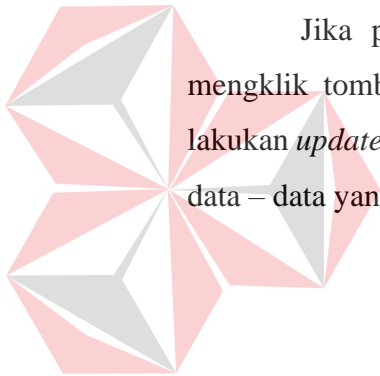 Jika p
mengklik tomb
lakukan update
data – data yan